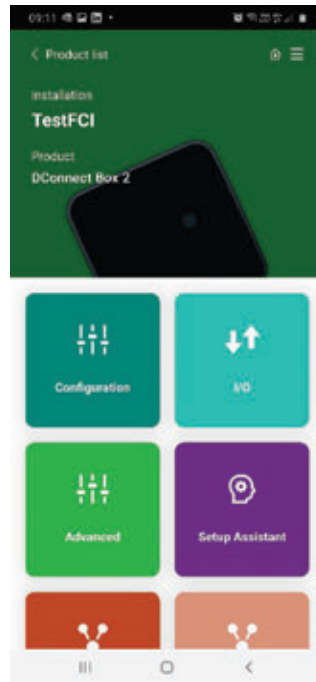 09:11
Product list
Installation
TestFCI
Product
DConnect Box 2
Configuration
I/O
Advanced
Setup Assistant